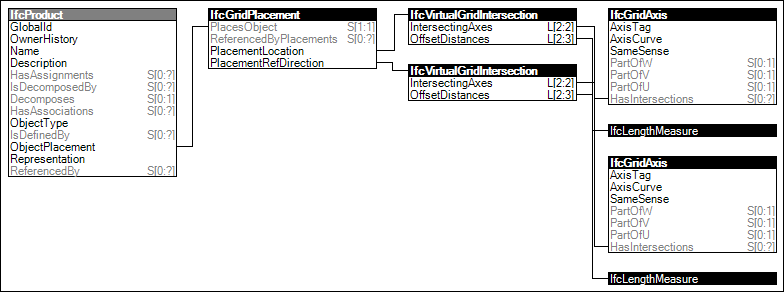 IfcProduct
GlobalId
OwnerHistory
Name
Description
HasAssignments S[0:?]
IsDecomposedBy S[0:?]
Decomposes S[0:1]
HasAssociations S[0:?]
ObjectType
IsDefinedBy S[0:?]
ObjectPlacement
Representation
ReferencedBy S[0:?]
IfcGridPlacement
PlacesObject S[1:1]
ReferencedByPlacements S[0:?]
PlacementLocation
PlacementRefDirection
IfcVirtualGridIntersection
IntersectingAxes L[2:2]
OffsetDistances L[2:3]
IfcVirtualGridIntersection
IntersectingAxes L[2:2]
OffsetDistances L[2:3]
IfcGridAxis
AxisTag
AxisCurve
SameSense
PartOfW S[0:1]
PartOfV S[0:1]
PartOfU S[0:1]
HasIntersections S[0:?]
IfcLengthMeasure
IfcGridAxis
AxisTag
AxisCurve
SameSense
PartOfW S[0:1]
PartOfV S[0:1]
PartOfU S[0:1]
HasIntersections S[0:?]
IfcLengthMeasure